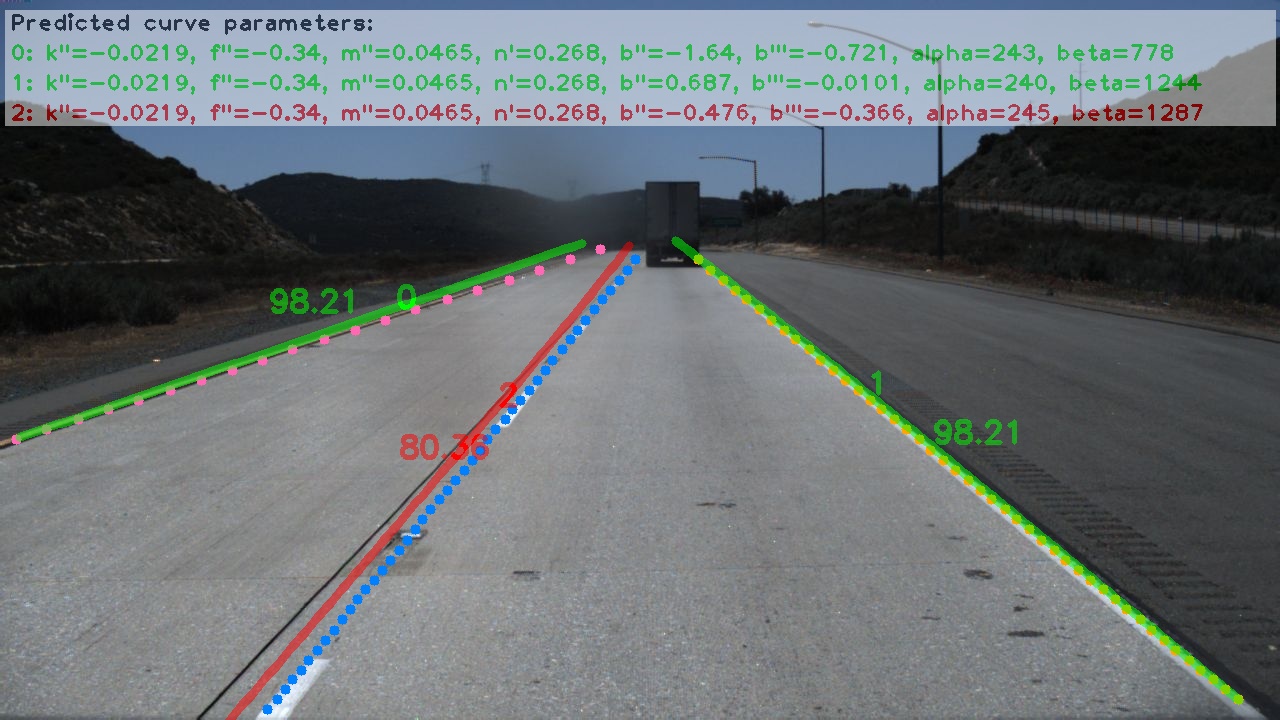 Predicted curve parameters:
0: k''=-0.0219, f''=-0.34, m''=0.0465, n'=0.268, b''=-1.64, b'''=-0.721, alpha=243, beta=778
1: k''=-0.0219, f''=-0.34, m''=0.0465, n'=0.268, b''=0.687, b'''=-0.0101, alpha=240, beta=1244
2: k''=-0.0219, f''=-0.34, m''=0.0465, n'=0.268, b''=-0.476, b'''=-0.366, alpha=245, beta=1287
98.21 0
2
1
80.36
98.21